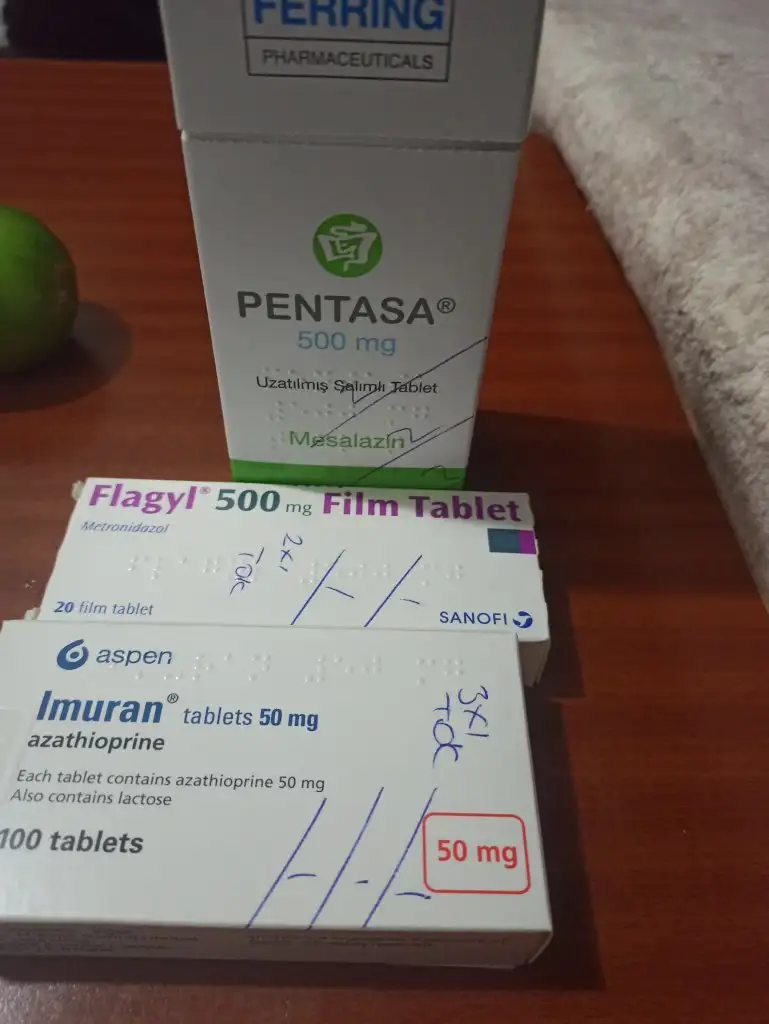 FERRING
PHARMACEUTICALS
PENTASA®
500 mg
Uzatılmış Salımlı Tablet
Mesalazin
Flagyl® 500 mg Film Tablet
Metronidazol
2x1
TOK
20 film tablet
SANOFI
aspen
Imuran® tablets 50 mg
azathioprine
3x1
TOK
Each tablet contains azathioprine 50 mg
Also contains lactose
100 tablets
50 mg